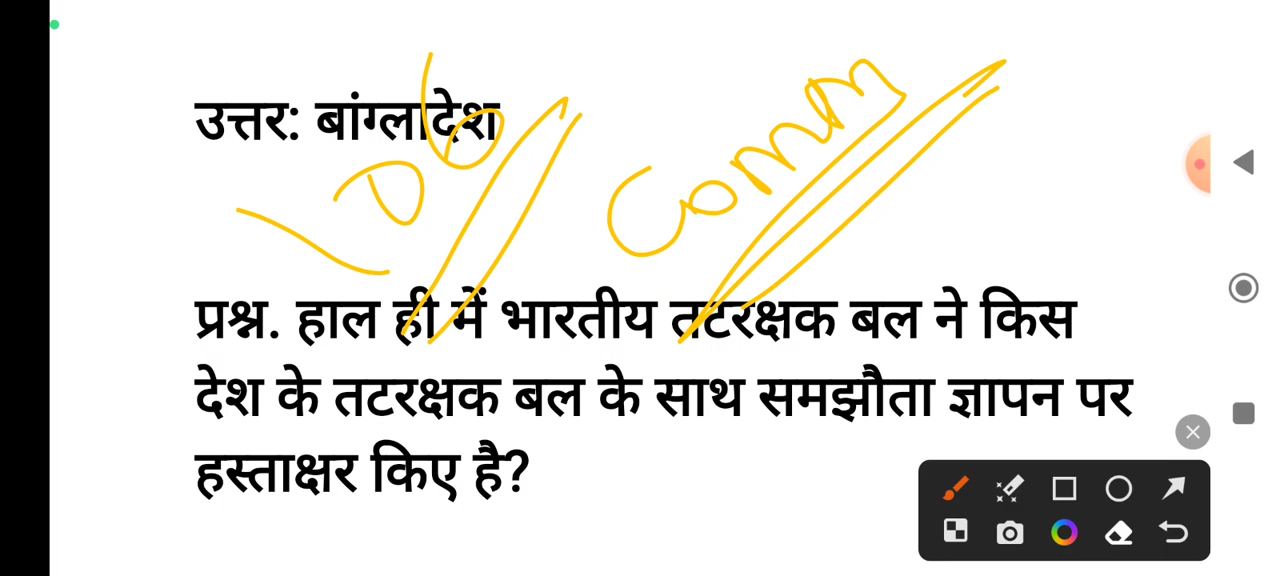 उत्तर: बांग्लादेश
प्रश्न. हाल ही में भारतीय तटरक्षक बल ने किस
देश के तटरक्षक बल के साथ समझौता ज्ञापन पर
हस्ताक्षर किए है?